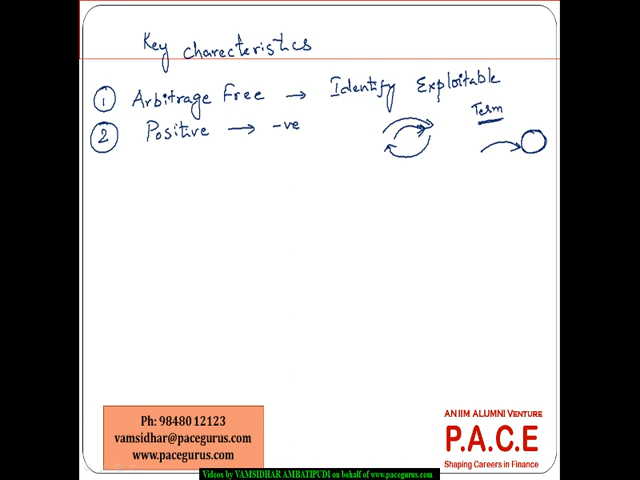 Key charecteristics
① Arbitrage Free → Identify Exploitable
Term
② Positive → -ve
Ph: 98480 12123
vamsidhar@pacegurus.com
www.pacegurus.com
AN IIM ALUMNI VENTURE
P.A.C.E
Shaping Careers in Finance
Videos by VAMSIDHAR AMBATIPUDI on behalf of www.pacegurus.com